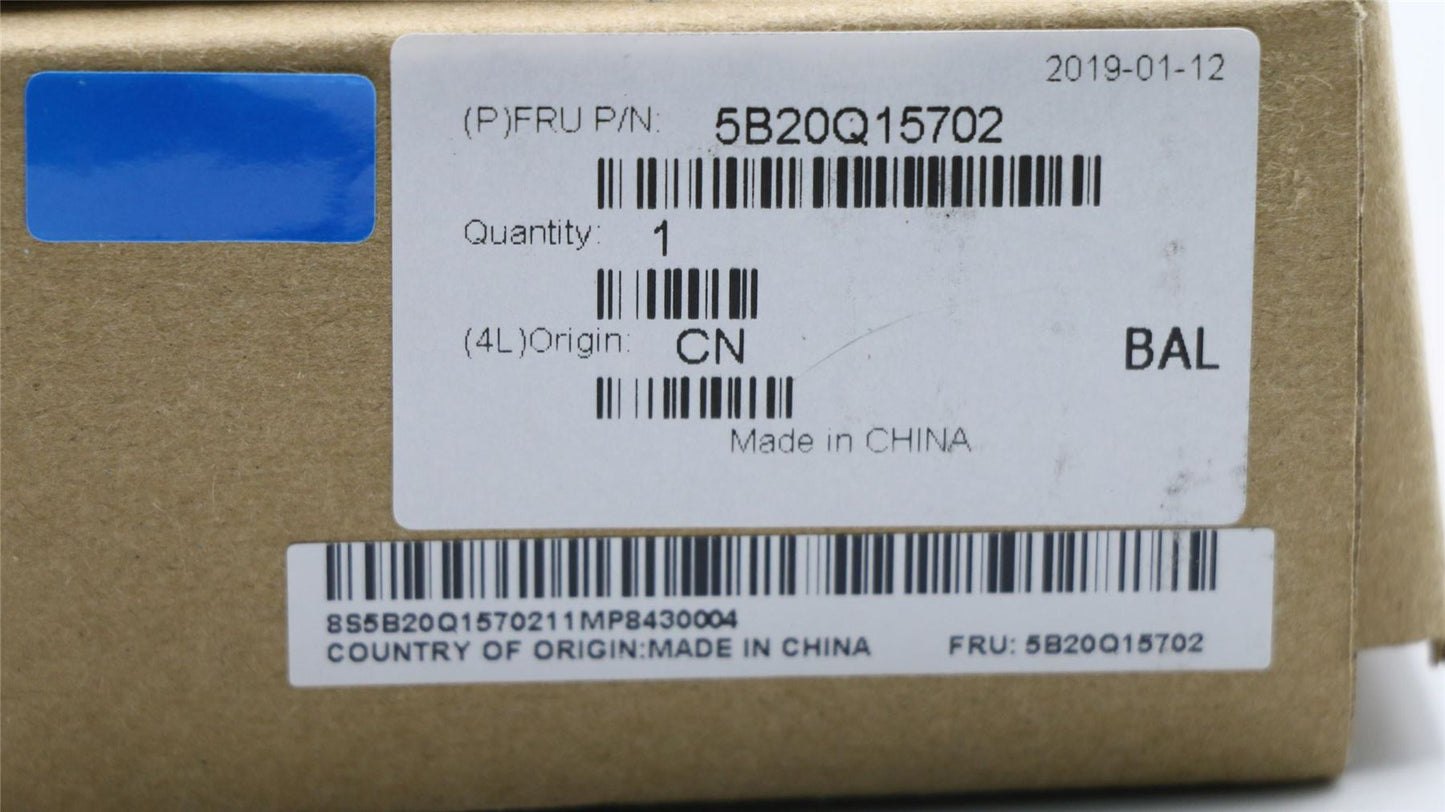 2019-01-12
(P)FRU P/N: 5B20Q15702
Quantity: 1
(4L)Origin: CN
BAL
Made in CHINA
8S5B20Q1570211MP8430004
COUNTRY OF ORIGIN:MADE IN CHINA FRU: 5B20Q15702